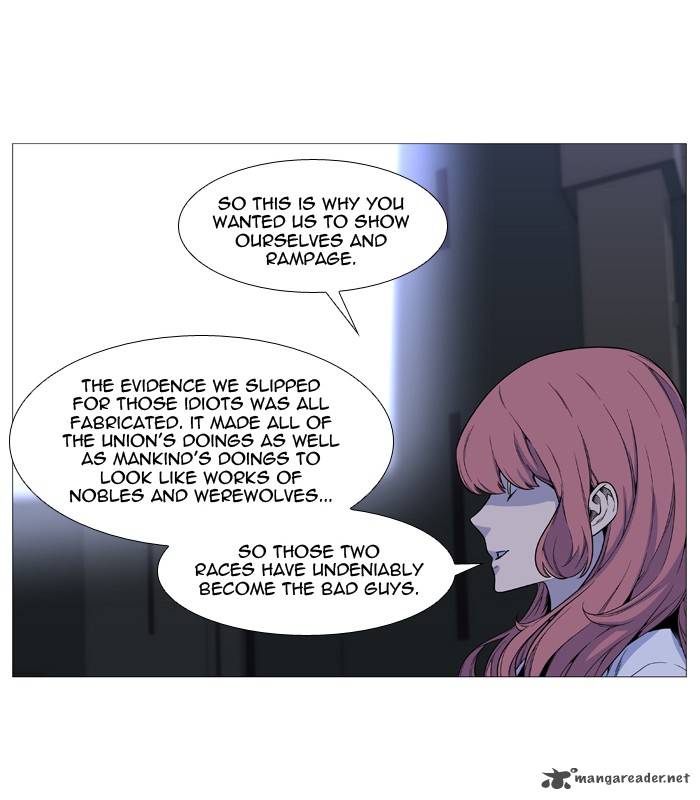 SO THIS IS WHY YOU
WANTED US TO SHOW
OURSELVES AND
RAMPAGE.
THE EVIDENCE WE SLIPPED
FOR THOSE IDIOTS WAS ALL
FABRICATED. IT MADE ALL OF
THE UNION'S DOINGS AS WELL
AS MANKIND'S DOINGS TO
LOOK LIKE WORKS OF
NOBLES AND WEREWOLVES...
SO THOSE TWO
RACES HAVE UNDENIABLY
BECOME THE BAD GUYS.
mangareader.net